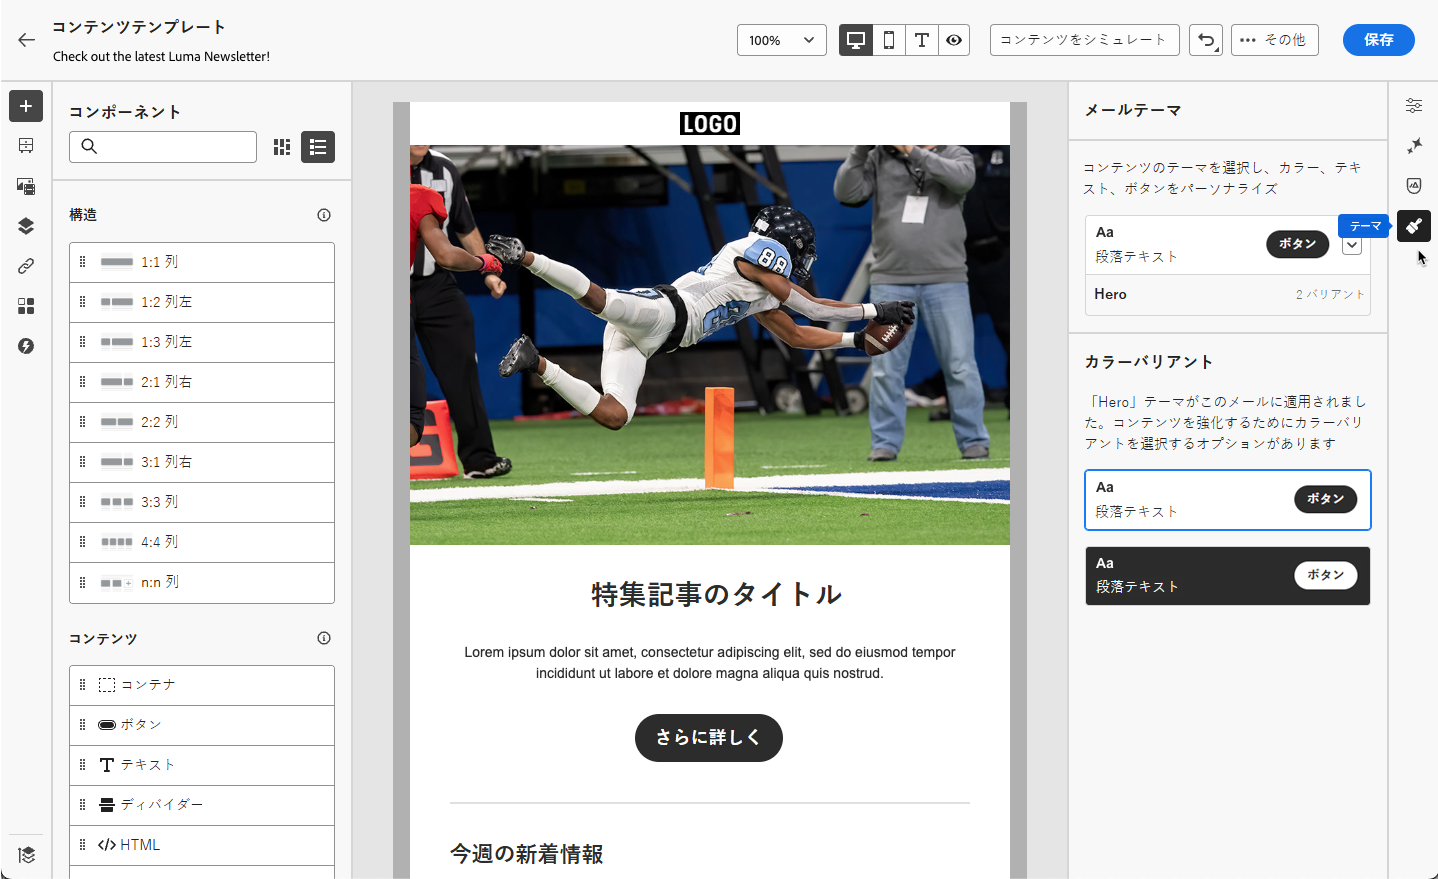 コンテンツテンプレート
Check out the latest Luma Newsletter!
100%
コンテンツをシミュレート
その他
保存
コンポーネント
構造
1:1 列
1:2 列左
1:3 列左
2:1 列右
2:2 列
3:1 列右
3:3 列
4:4 列
n:n 列
コンテンツ
コンテナ
ボタン
テキスト
ディバイダー
HTML
LOGO
88
特集記事のタイトル
Lorem ipsum dolor sit amet, consectetur adipiscing elit, sed do eiusmod tempor
incididunt ut labore et dolore magna aliqua quis nostrud.
さらに詳しく
今週の新着情報
メールテーマ
コンテンツのテーマを選択し、カラー、テキ
スト、ボタンをパーソナライズ
Aa
段落テキスト
ボタン
テーマ
Hero
2 バリアント
カラーバリアント
「Hero」テーマがこのメールに適用されまし
た。コンテンツを強化するためにカラーバリ
アントを選択するオプションがあります
Aa
段落テキスト
ボタン
Aa
段落テキスト
ボタン